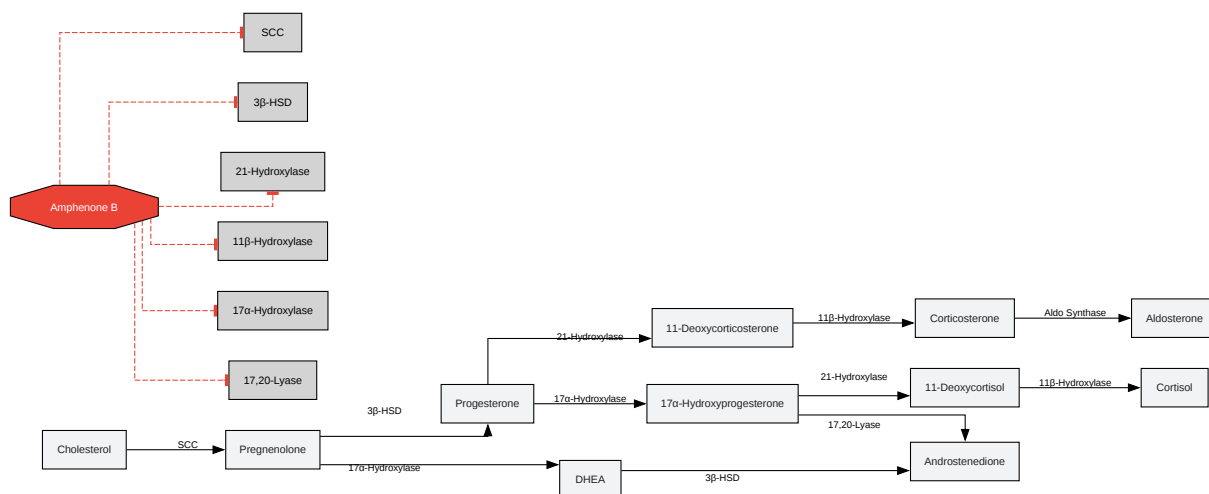 SCC
3β-HSD
21-Hydroxylase
Amphenone B
11β-Hydroxylase
17α-Hydroxylase
17,20-Lyase
11-Deoxycorticosterone
11β-Hydroxylase
Corticosterone
Aldo Synthase
Aldosterone
21-Hydroxylase
Progesterone
17α-Hydroxylase
17α-Hydroxyprogesterone
21-Hydroxylase
11-Deoxycortisol
11β-Hydroxylase
Cortisol
3β-HSD
17,20-Lyase
Cholesterol
SCC
Pregnenolone
17α-Hydroxylase
DHEA
3β-HSD
Androstenedione